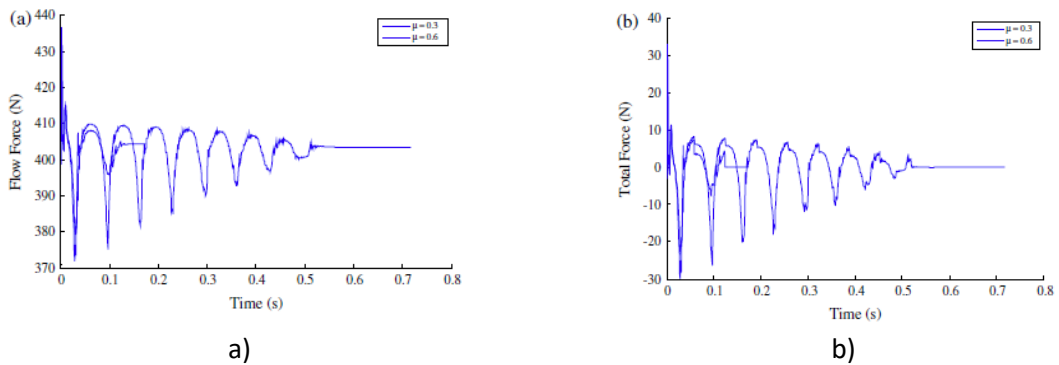 (a)
440
430
420
410
400
390
380
370
Flow Force (N)
μ = 0.3
μ = 0.6
0 0.1 0.2 0.3 0.4 0.5 0.6 0.7 0.8
Time (s)
a)
(b)
40
30
20
10
0
-10
-20
-30
Total Force (N)
μ = 0.3
μ = 0.6
0 0.1 0.2 0.3 0.4 0.5 0.6 0.7 0.8
Time (s)
b)